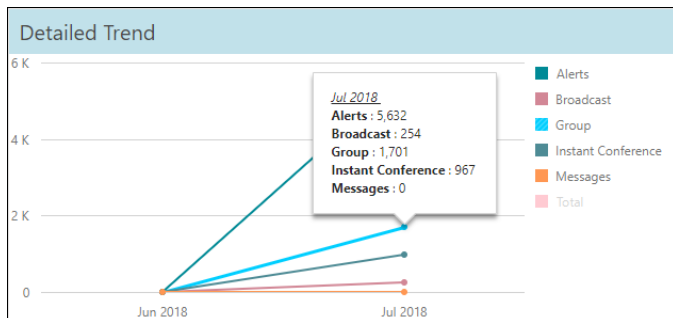 Detailed Trend
6 K
4 K
2 K
0
Jun 2018
Jul 2018
Jul 2018
Alerts : 5,632
Broadcast : 254
Group : 1,701
Instant Conference : 967
Messages : 0
Alerts
Broadcast
Group
Instant Conference
Messages
Total